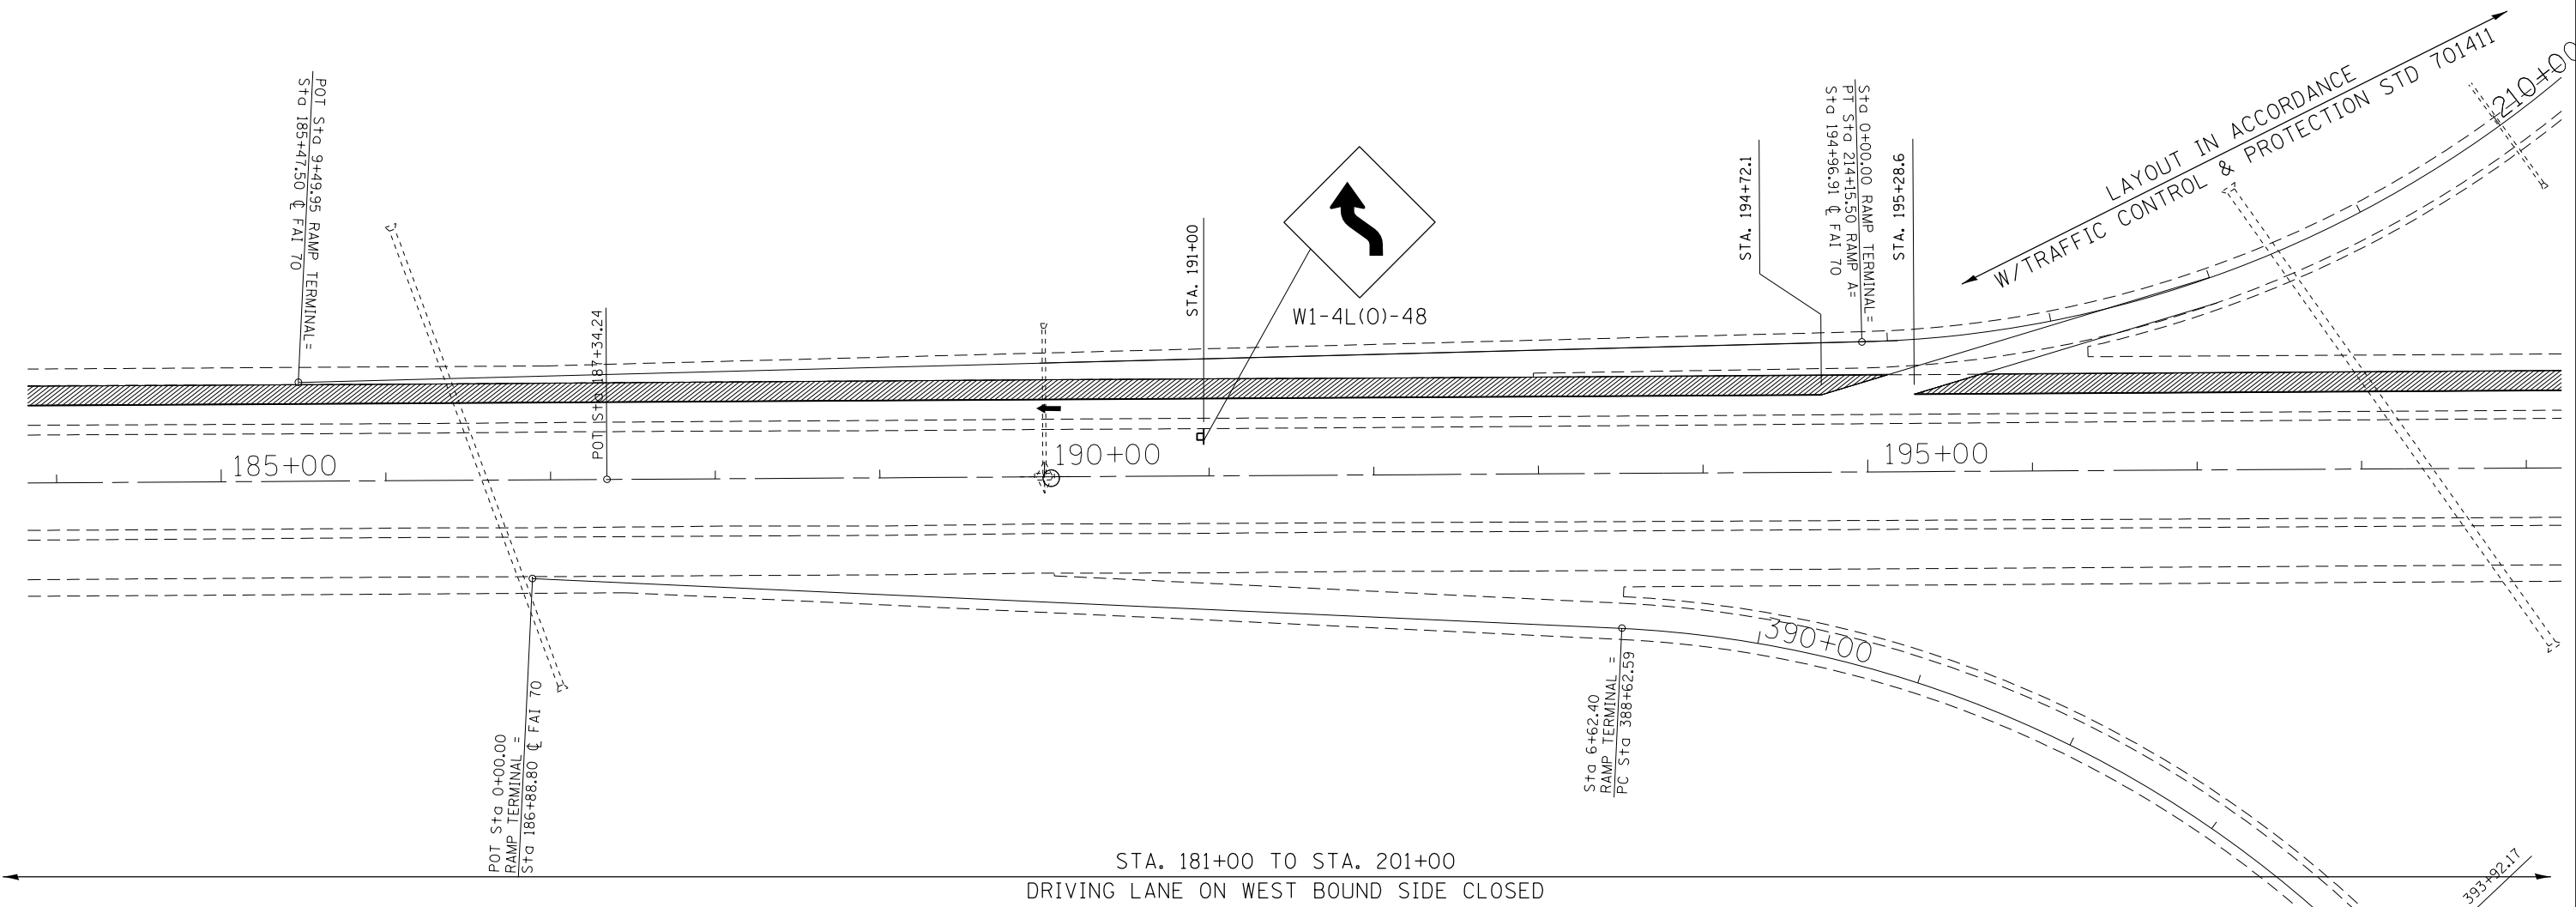 POT Sta 9+49.95 RAMP TERMINAL=
Sta 185+47.50 ℄ FAI 70
POT Sta 187+34.24
STA. 191+00
W1-4L(O)-48
STA. 194+72.1
Sta 0+00.00 RAMP TERMINAL=
PT Sta 214+15.50 RAMP A=
Sta 194+96.91 ℄ FAI 70
STA. 195+28.6
LAYOUT IN ACCORDANCE
W/TRAFFIC CONTROL & PROTECTION STD 701411
210+00
185+00
190+00
195+00
390+00
POT Sta 0+00.00
RAMP TERMINAL =
Sta 186+88.80 ℄ FAI 70
Sta 6+62.40
RAMP TERMINAL =
PC Sta 388+62.59
393+92.17
STA. 181+00 TO STA. 201+00
DRIVING LANE ON WEST BOUND SIDE CLOSED